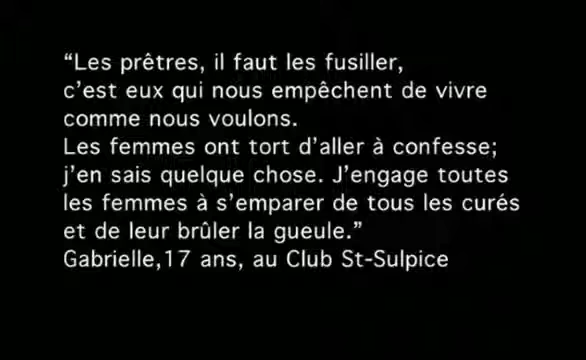 “Les prêtres, il faut les fusiller,
c’est eux qui nous empêchent de vivre
comme nous voulons.
Les femmes ont tort d’aller à confesse;
j’en sais quelque chose. J’engage toutes
les femmes à s’emparer de tous les curés
et de leur brûler la gueule.”
Gabrielle,17 ans, au Club St-Sulpice